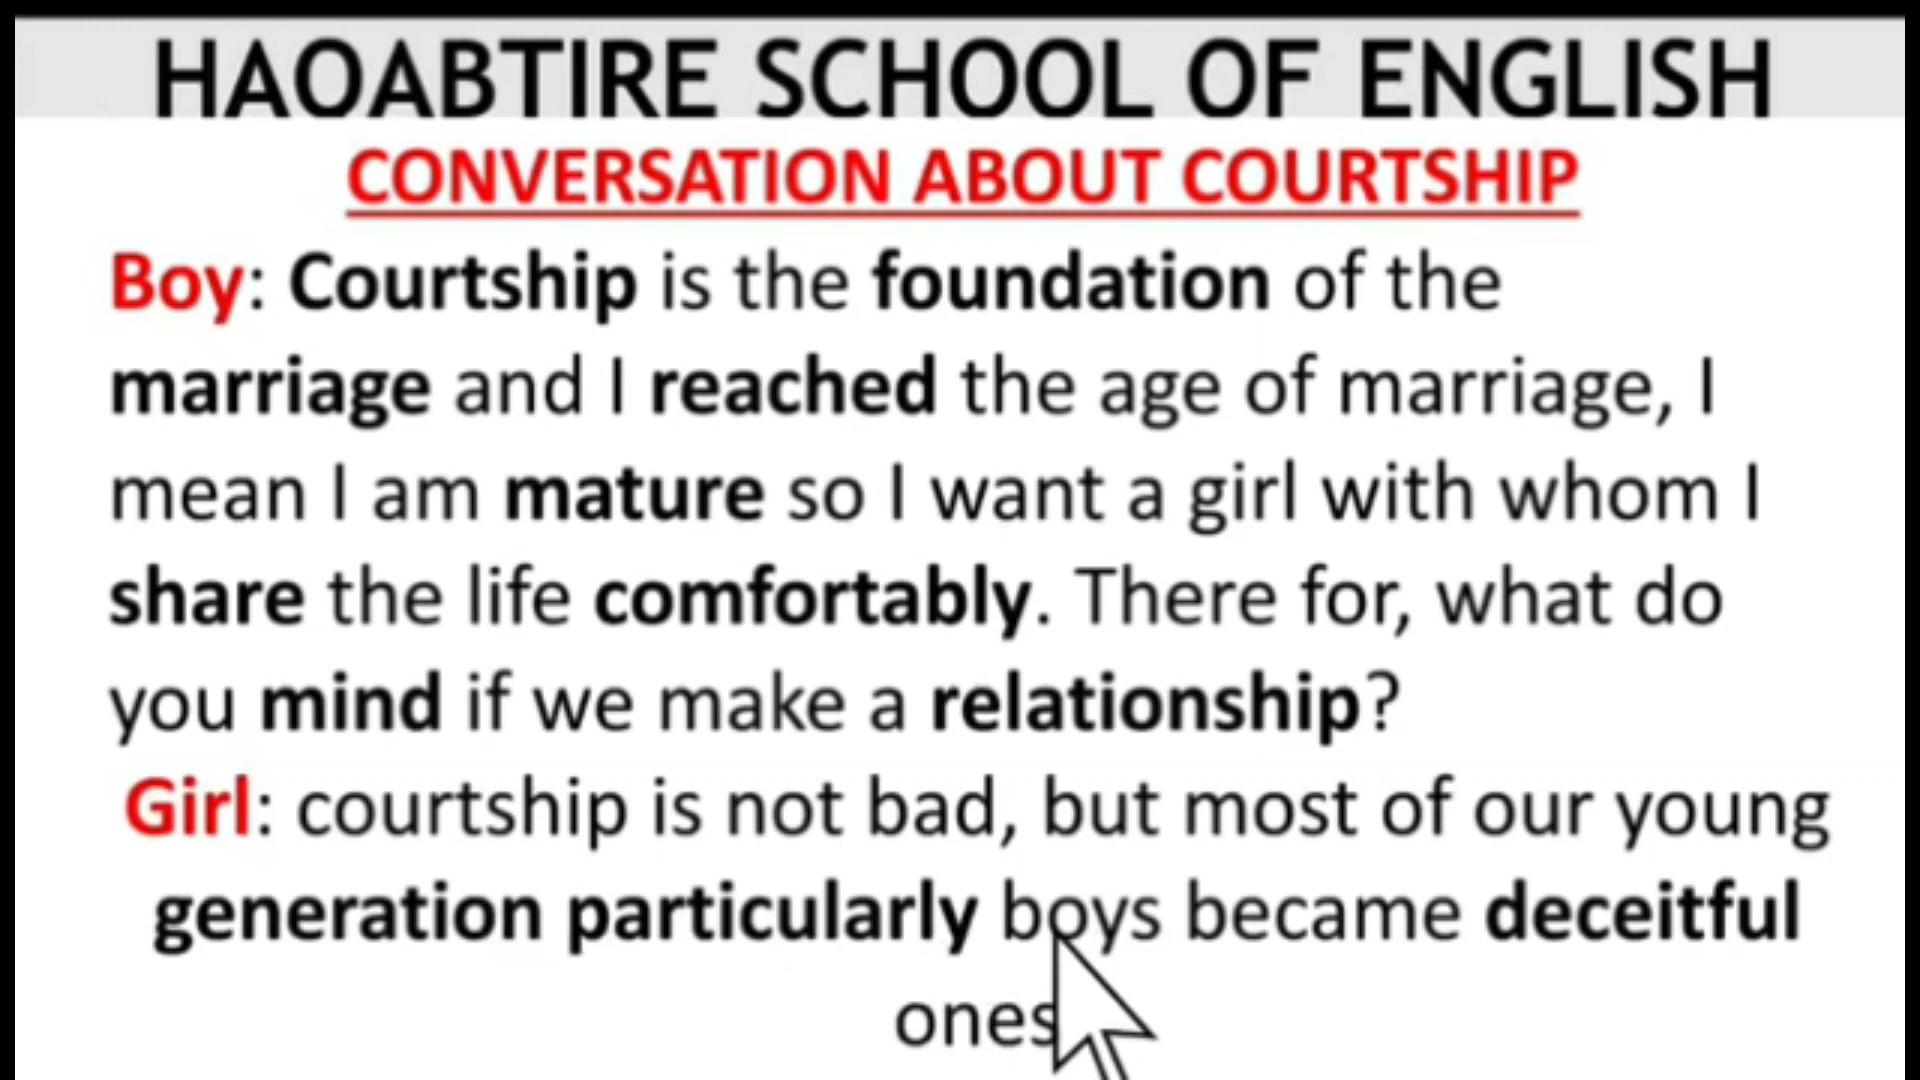 HAOABTIRE SCHOOL OF ENGLISH
CONVERSATION ABOUT COURTSHIP
Boy: Courtship is the foundation of the
marriage and I reached the age of marriage, I
mean I am mature so I want a girl with whom I
share the life comfortably. There for, what do
you mind if we make a relationship?
Girl: courtship is not bad, but most of our young
generation particularly boys became deceitful
ones